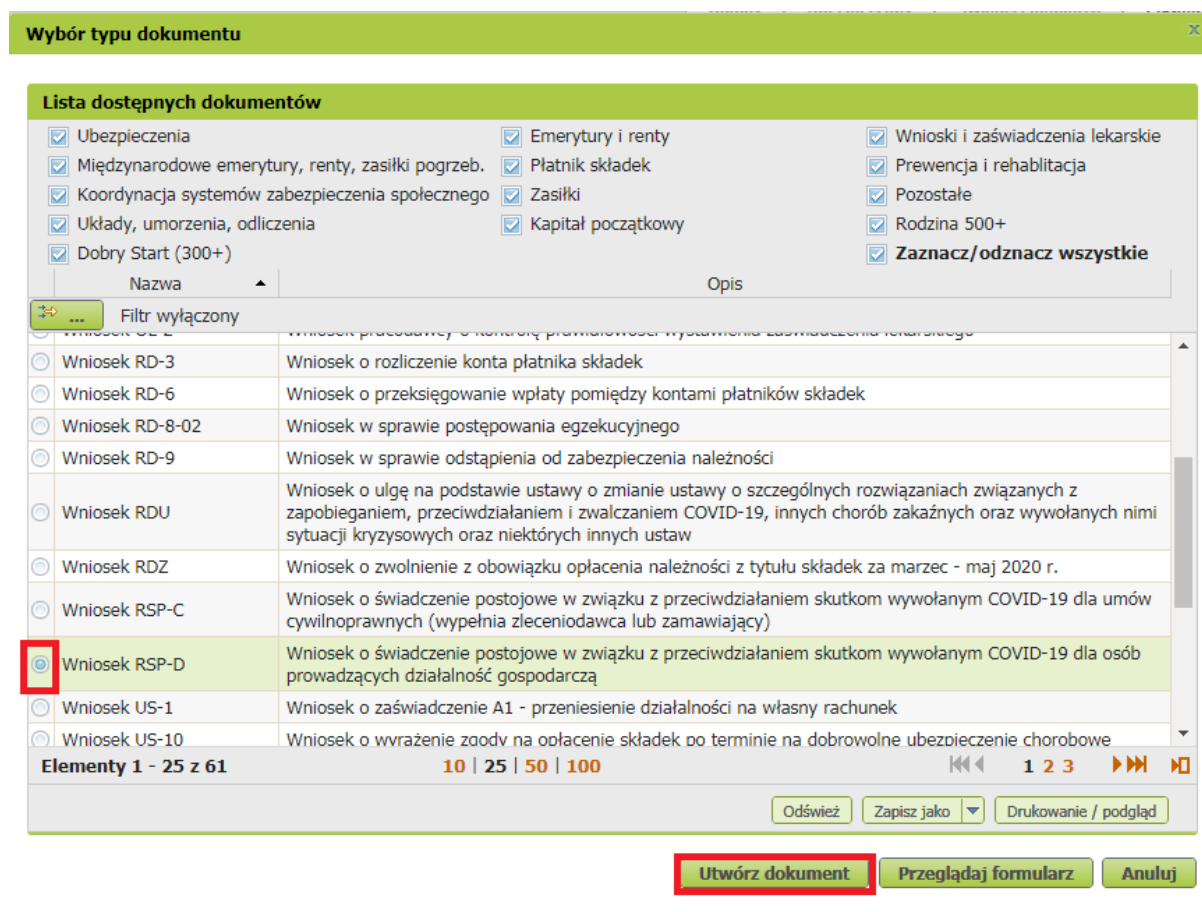 Wybór typu dokumentu
x
Lista dostępnych dokumentów
Ubezpieczenia
Emerytury i renty
Wnioski i zaświadczenia lekarskie
Międzynarodowe emerytury, renty, zasiłki pogrzeb.
Płatnik składek
Prewencja i rehablitacja
Koordynacja systemów zabezpieczenia społecznego
Zasiłki
Pozostałe
Układy, umorzenia, odliczenia
Kapitał początkowy
Rodzina 500+
Dobry Start (300+)
Zaznacz/odznacz wszystkie
Nazwa
Opis
...
Filtr wyłączony
Wniosek RD-3
Wniosek o rozliczenie konta płatnika składek
Wniosek RD-6
Wniosek o przeksięgowanie wpłaty pomiędzy kontami płatników składek
Wniosek RD-8-02
Wniosek w sprawie postępowania egzekucyjnego
Wniosek RD-9
Wniosek w sprawie odstąpienia od zabezpieczenia należności
Wniosek RDU
Wniosek o ulgę na podstawie ustawy o zmianie ustawy o szczególnych rozwiązaniach związanych z
zapobieganiem, przeciwdziałaniem i zwalczaniem COVID-19, innych chorób zakaźnych oraz wywołanych nimi
sytuacji kryzysowych oraz niektórych innych ustaw
Wniosek RDZ
Wniosek o zwolnienie z obowiązku opłacenia należności z tytułu składek za marzec - maj 2020 r.
Wniosek RSP-C
Wniosek o świadczenie postojowe w związku z przeciwdziałaniem skutkom wywołanym COVID-19 dla umów
cywilnoprawnych (wypełnia zleceniodawca lub zamawiający)
Wniosek RSP-D
Wniosek o świadczenie postojowe w związku z przeciwdziałaniem skutkom wywołanym COVID-19 dla osób
prowadzących działalność gospodarczą
Wniosek US-1
Wniosek o zaświadczenie A1 - przeniesienie działalności na własny rachunek
Wniosek US-10
Wniosek o wyrażenie zgody na opłacenie składek po terminie na dobrowolne ubezpieczenie chorobowe
Elementy 1 - 25 z 61
10 | 25 | 50 | 100
1 2 3
Odśwież
Zapisz jako
Drukowanie / podgląd
Utwórz dokument
Przeglądaj formularz
Anuluj